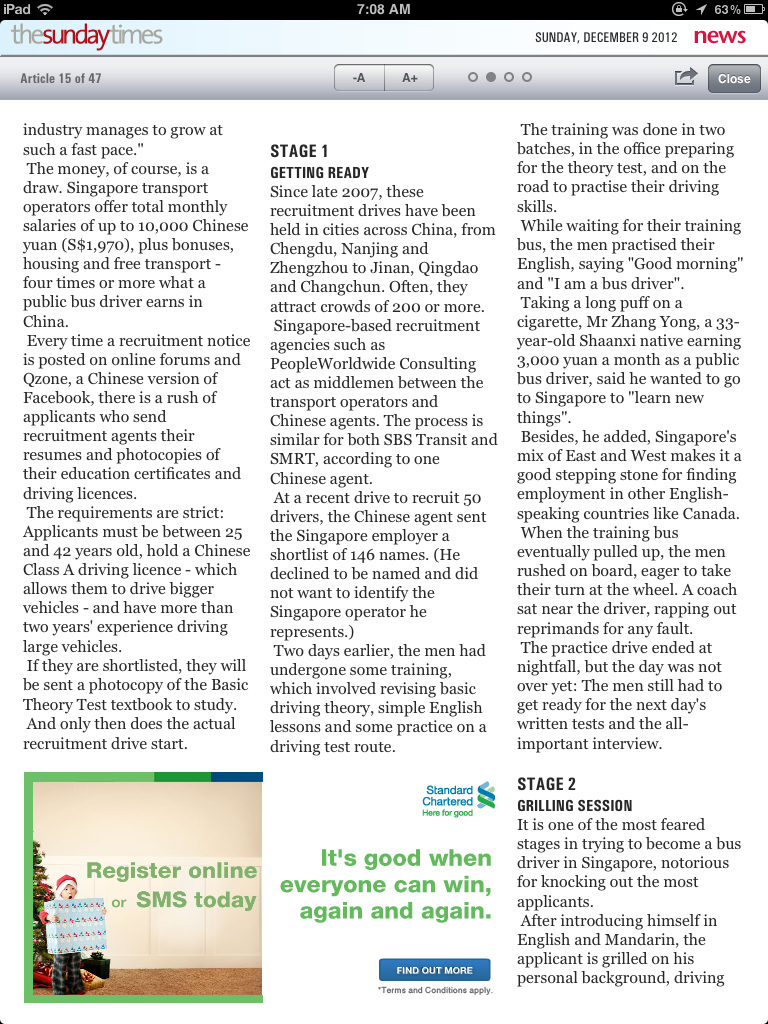 iPad 7:08 AM 63%
thesundaytimes SUNDAY, DECEMBER 9 2012 news
Article 15 of 47 -A A+ Close
industry manages to grow at
such a fast pace."
The money, of course, is a
draw. Singapore transport
operators offer total monthly
salaries of up to 10,000 Chinese
yuan (S$1,970), plus bonuses,
housing and free transport -
four times or more what a
public bus driver earns in
China.
Every time a recruitment notice
is posted on online forums and
Qzone, a Chinese version of
Facebook, there is a rush of
applicants who send
recruitment agents their
resumes and photocopies of
their education certificates and
driving licences.
The requirements are strict:
Applicants must be between 25
and 42 years old, hold a Chinese
Class A driving licence - which
allows them to drive bigger
vehicles - and have more than
two years' experience driving
large vehicles.
If they are shortlisted, they will
be sent a photocopy of the Basic
Theory Test textbook to study.
And only then does the actual
recruitment drive start.
STAGE 1
GETTING READY
Since late 2007, these
recruitment drives have been
held in cities across China, from
Chengdu, Nanjing and
Zhengzhou to Jinan, Qingdao
and Changchun. Often, they
attract crowds of 200 or more.
Singapore-based recruitment
agencies such as
PeopleWorldwide Consulting
act as middlemen between the
transport operators and
Chinese agents. The process is
similar for both SBS Transit and
SMRT, according to one
Chinese agent.
At a recent drive to recruit 50
drivers, the Chinese agent sent
the Singapore employer a
shortlist of 146 names. (He
declined to be named and did
not want to identify the
Singapore operator he
represents.)
Two days earlier, the men had
undergone some training,
which involved revising basic
driving theory, simple English
lessons and some practice on a
driving test route.
The training was done in two
batches, in the office preparing
for the theory test, and on the
road to practise their driving
skills.
While waiting for their training
bus, the men practised their
English, saying "Good morning"
and "I am a bus driver".
Taking a long puff on a
cigarette, Mr Zhang Yong, a 33-
year-old Shaanxi native earning
3,000 yuan a month as a public
bus driver, said he wanted to go
to Singapore to "learn new
things".
Besides, he added, Singapore's
mix of East and West makes it a
good stepping stone for finding
employment in other English-
speaking countries like Canada.
When the training bus
eventually pulled up, the men
rushed on board, eager to take
their turn at the wheel. A coach
sat near the driver, rapping out
reprimands for any fault.
The practice drive ended at
nightfall, but the day was not
over yet: The men still had to
get ready for the next day's
written tests and the all-
important interview.
STAGE 2
GRILLING SESSION
It is one of the most feared
stages in trying to become a bus
driver in Singapore, notorious
for knocking out the most
applicants.
After introducing himself in
English and Mandarin, the
applicant is grilled on his
personal background, driving
Register online
or SMS today
Standard
Chartered
Here for good
It's good when
everyone can win,
again and again.
FIND OUT MORE
*Terms and Conditions apply.